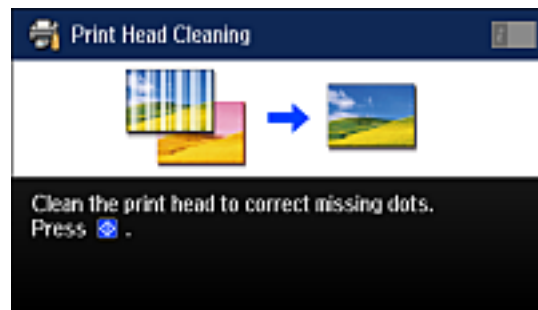 Print Head Cleaning
Clean the print head to correct missing dots.
Press .